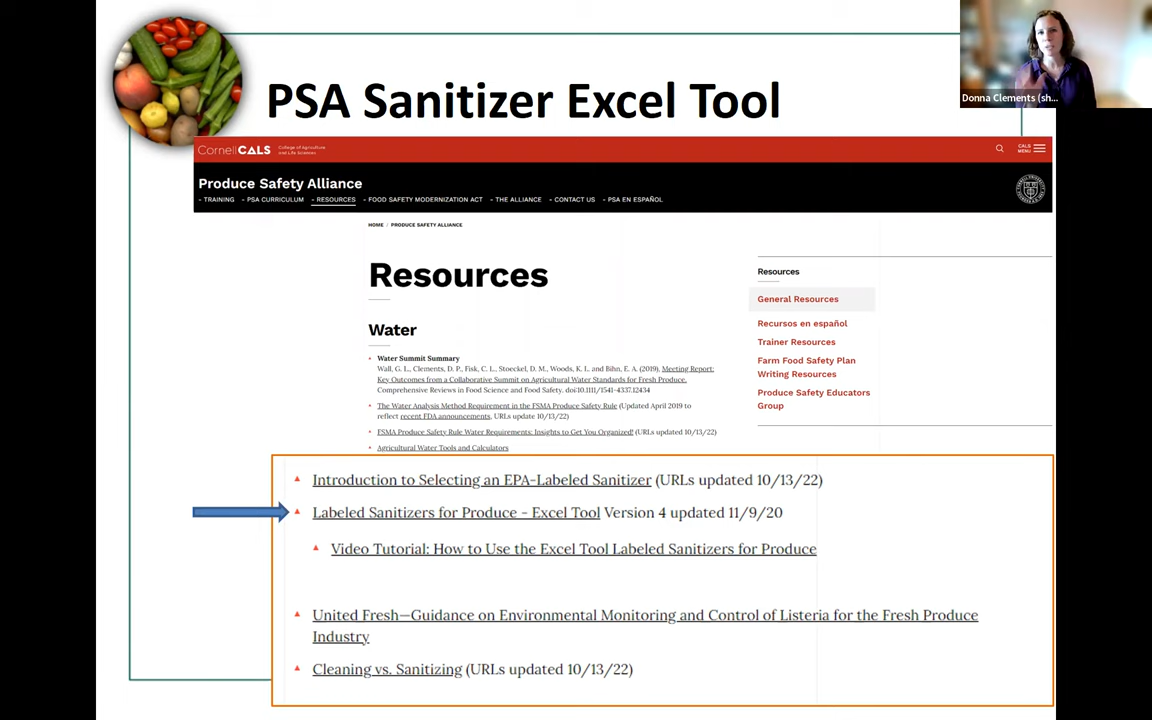 PSA Sanitizer Excel Tool
Donna Clements (sh...
CornellCALS
College of Agriculture
and Life Sciences
CALS
MENU
Produce Safety Alliance
- TRAINING - PSA CURRICULUM - RESOURCES - FOOD SAFETY MODERNIZATION ACT - THE ALLIANCE - CONTACT US - PSA EN ESPAÑOL
HOME / PRODUCE SAFETY ALLIANCE
Resources
Water
Water Summit Summary
Wall, G. L., Clements, D. P., Fisk, C. L., Stoeckel, D. M., Woods, K. L. and Bihn, E. A. (2019), Meeting Report:
Key Outcomes from a Collaborative Summit on Agricultural Water Standards for Fresh Produce.
Comprehensive Reviews in Food Science and Food Safety. doi:10.1111/1541-4337.12434
The Water Analysis Method Requirement in the FSMA Produce Safety Rule (Updated April 2019 to
reflect recent FDA announcements, URLs update 10/13/22)
FSMA Produce Safety Rule Water Requirements: Insights to Get You Organized! (URLs updated 10/13/22)
Agricultural Water Tools and Calculators
Resources
General Resources
Recursos en español
Trainer Resources
Farm Food Safety Plan
Writing Resources
Produce Safety Educators
Group
Introduction to Selecting an EPA-Labeled Sanitizer (URLs updated 10/13/22)
Labeled Sanitizers for Produce - Excel Tool Version 4 updated 11/9/20
Video Tutorial: How to Use the Excel Tool Labeled Sanitizers for Produce
United Fresh—Guidance on Environmental Monitoring and Control of Listeria for the Fresh Produce
Industry
Cleaning vs. Sanitizing (URLs updated 10/13/22)